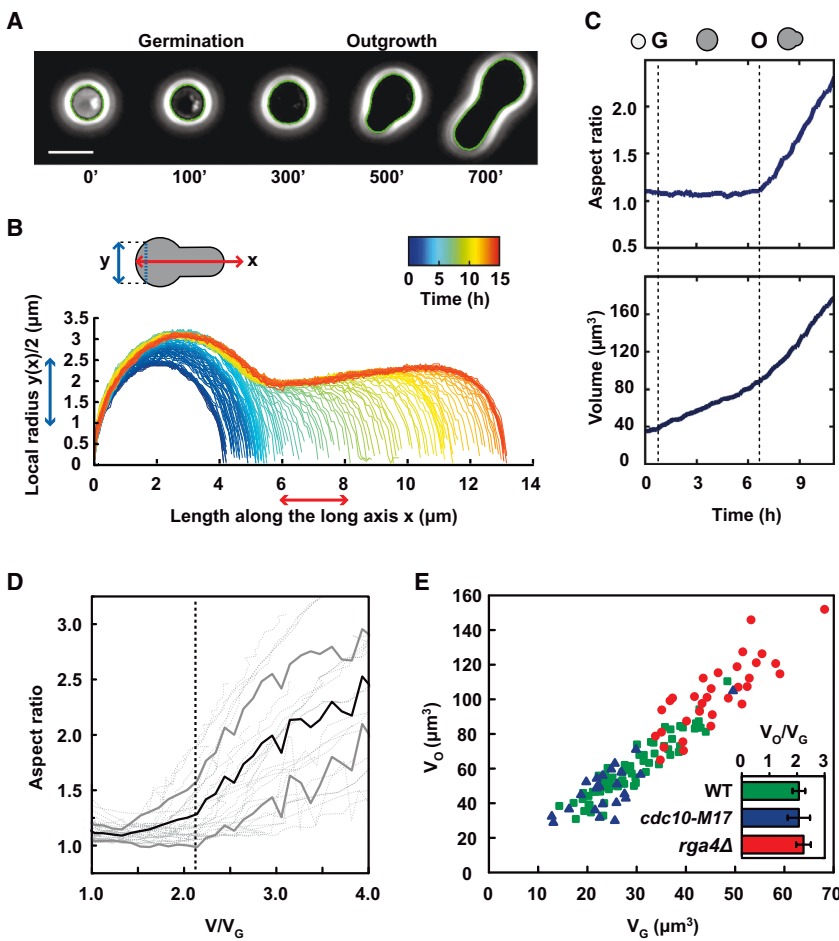 A
Germination Outgrowth
0' 100' 300' 500' 700'
B
y x
0 5 10 15
Time (h)
Local radius y(x)/2 (µm)
3.5
3
2.5
2
1.5
1
0.5
0
0 2 4 6 8 10 12 14
Length along the long axis x (µm)
C
G O
Aspect ratio
2.0
1.5
1.0
0.5
Volume (µm³)
160
120
80
40
0
0 3 6 9
Time (h)
D
Aspect ratio
3.0
2.5
2.0
1.5
1.0
1.0 2.0 3.0 4.0
V/VG
E
VO (µm³)
160
140
120
100
80
60
40
20
0
0 10 20 30 40 50 60 70
VG (µm³)
VO/VG
0 1 2 3
WT
cdc10-M17
rga4Δ